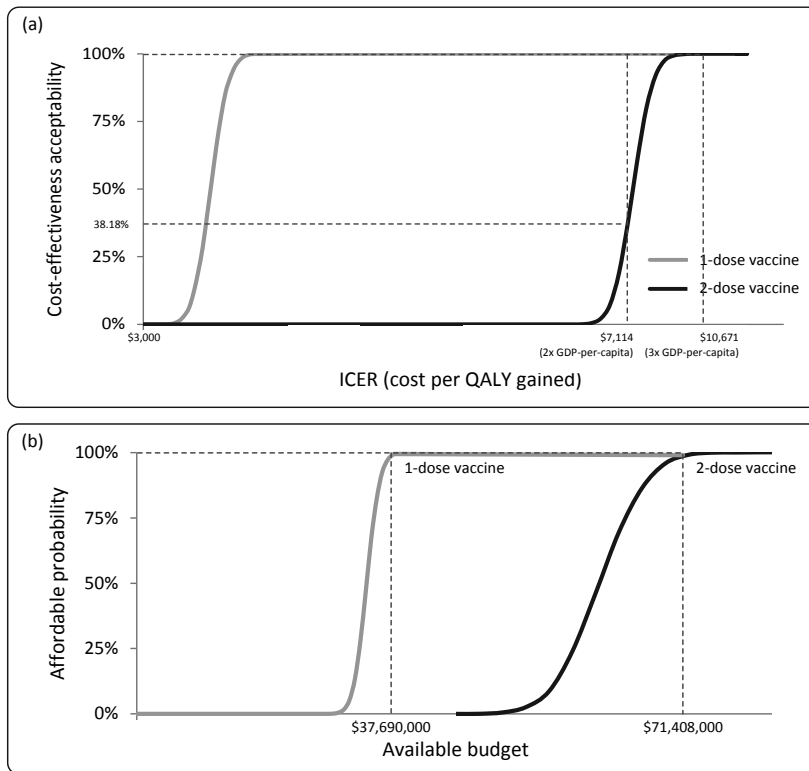 (a)
100%
75%
50%
38.18%
25%
0%
Cost-effectiveness acceptability
1-dose vaccine
2-dose vaccine
$3,000
$7,114
$10,671
(2x GDP-per-capita)
(3x GDP-per-capita)
ICER (cost per QALY gained)
(b)
100%
75%
50%
25%
0%
Affordable probability
1-dose vaccine
2-dose vaccine
$37,690,000
$71,408,000
Available budget